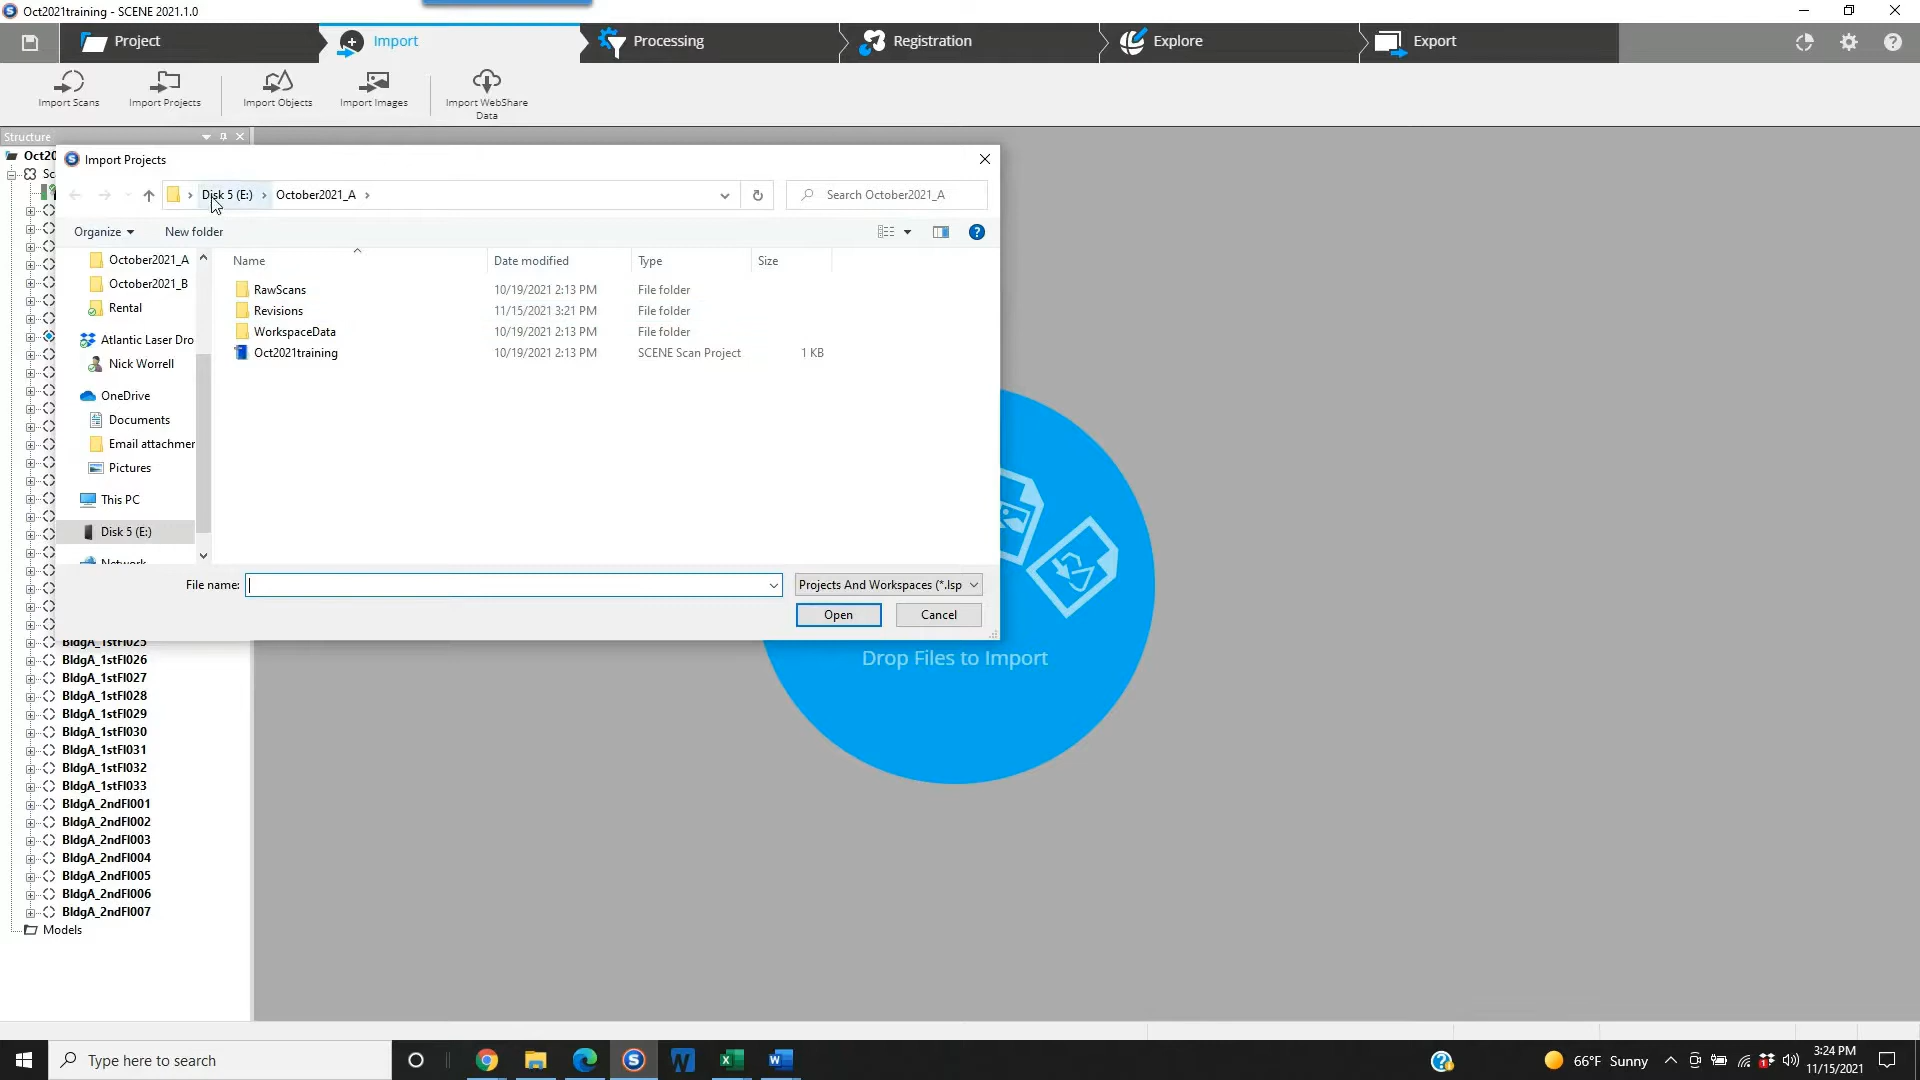 Oct2021training - SCENE 2021.1.0
Project
Import
Processing
Registration
Explore
Export
Import Scans
Import Projects
Import Objects
Import Images
Import WebShare
Data
Structure
Oct20
Sc
Import Projects
Disk 5 (E:)
October2021_A
Search October2021_A
Organize
New folder
October2021_A
October2021_B
Rental
Atlantic Laser Dro
Nick Worrell
OneDrive
Documents
Email attachmer
Pictures
This PC
Disk 5 (E:)
Network
Name Date modified Type Size
RawScans 10/19/2021 2:13 PM File folder
Revisions 11/15/2021 3:21 PM File folder
WorkspaceData 10/19/2021 2:13 PM File folder
Oct2021training 10/19/2021 2:13 PM SCENE Scan Project 1 KB
File name:
Projects And Workspaces (*.lsp
Open
Cancel
Drop Files to Import
BldgA_1stFl025
BldgA_1stFl026
BldgA_1stFl027
BldgA_1stFl028
BldgA_1stFl029
BldgA_1stFl030
BldgA_1stFl031
BldgA_1stFl032
BldgA_1stFl033
BldgA_2ndFl001
BldgA_2ndFl002
BldgA_2ndFl003
BldgA_2ndFl004
BldgA_2ndFl005
BldgA_2ndFl006
BldgA_2ndFl007
Models
Type here to search
66°F Sunny
3:24 PM
11/15/2021